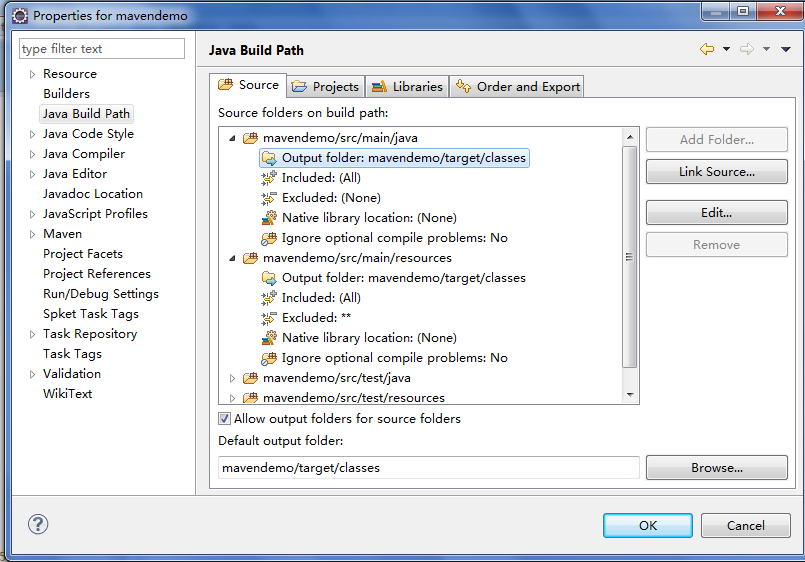 Properties for mavendemo
type filter text
Resource
Builders
Java Build Path
Java Code Style
Java Compiler
Java Editor
Javadoc Location
JavaScript Profiles
Maven
Project Facets
Project References
Run/Debug Settings
Spket Task Tags
Task Repository
Task Tags
Validation
WikiText
Java Build Path
Source
Projects
Libraries
Order and Export
Source folders on build path:
mavendemo/src/main/java
Output folder: mavendemo/target/classes
Included: (All)
Excluded: (None)
Native library location: (None)
Ignore optional compile problems: No
mavendemo/src/main/resources
Output folder: mavendemo/target/classes
Included: (All)
Excluded: **
Native library location: (None)
Ignore optional compile problems: No
mavendemo/src/test/java
mavendemo/src/test/resources
Add Folder...
Link Source...
Edit...
Remove
Allow output folders for source folders
Default output folder:
mavendemo/target/classes
Browse...
OK
Cancel